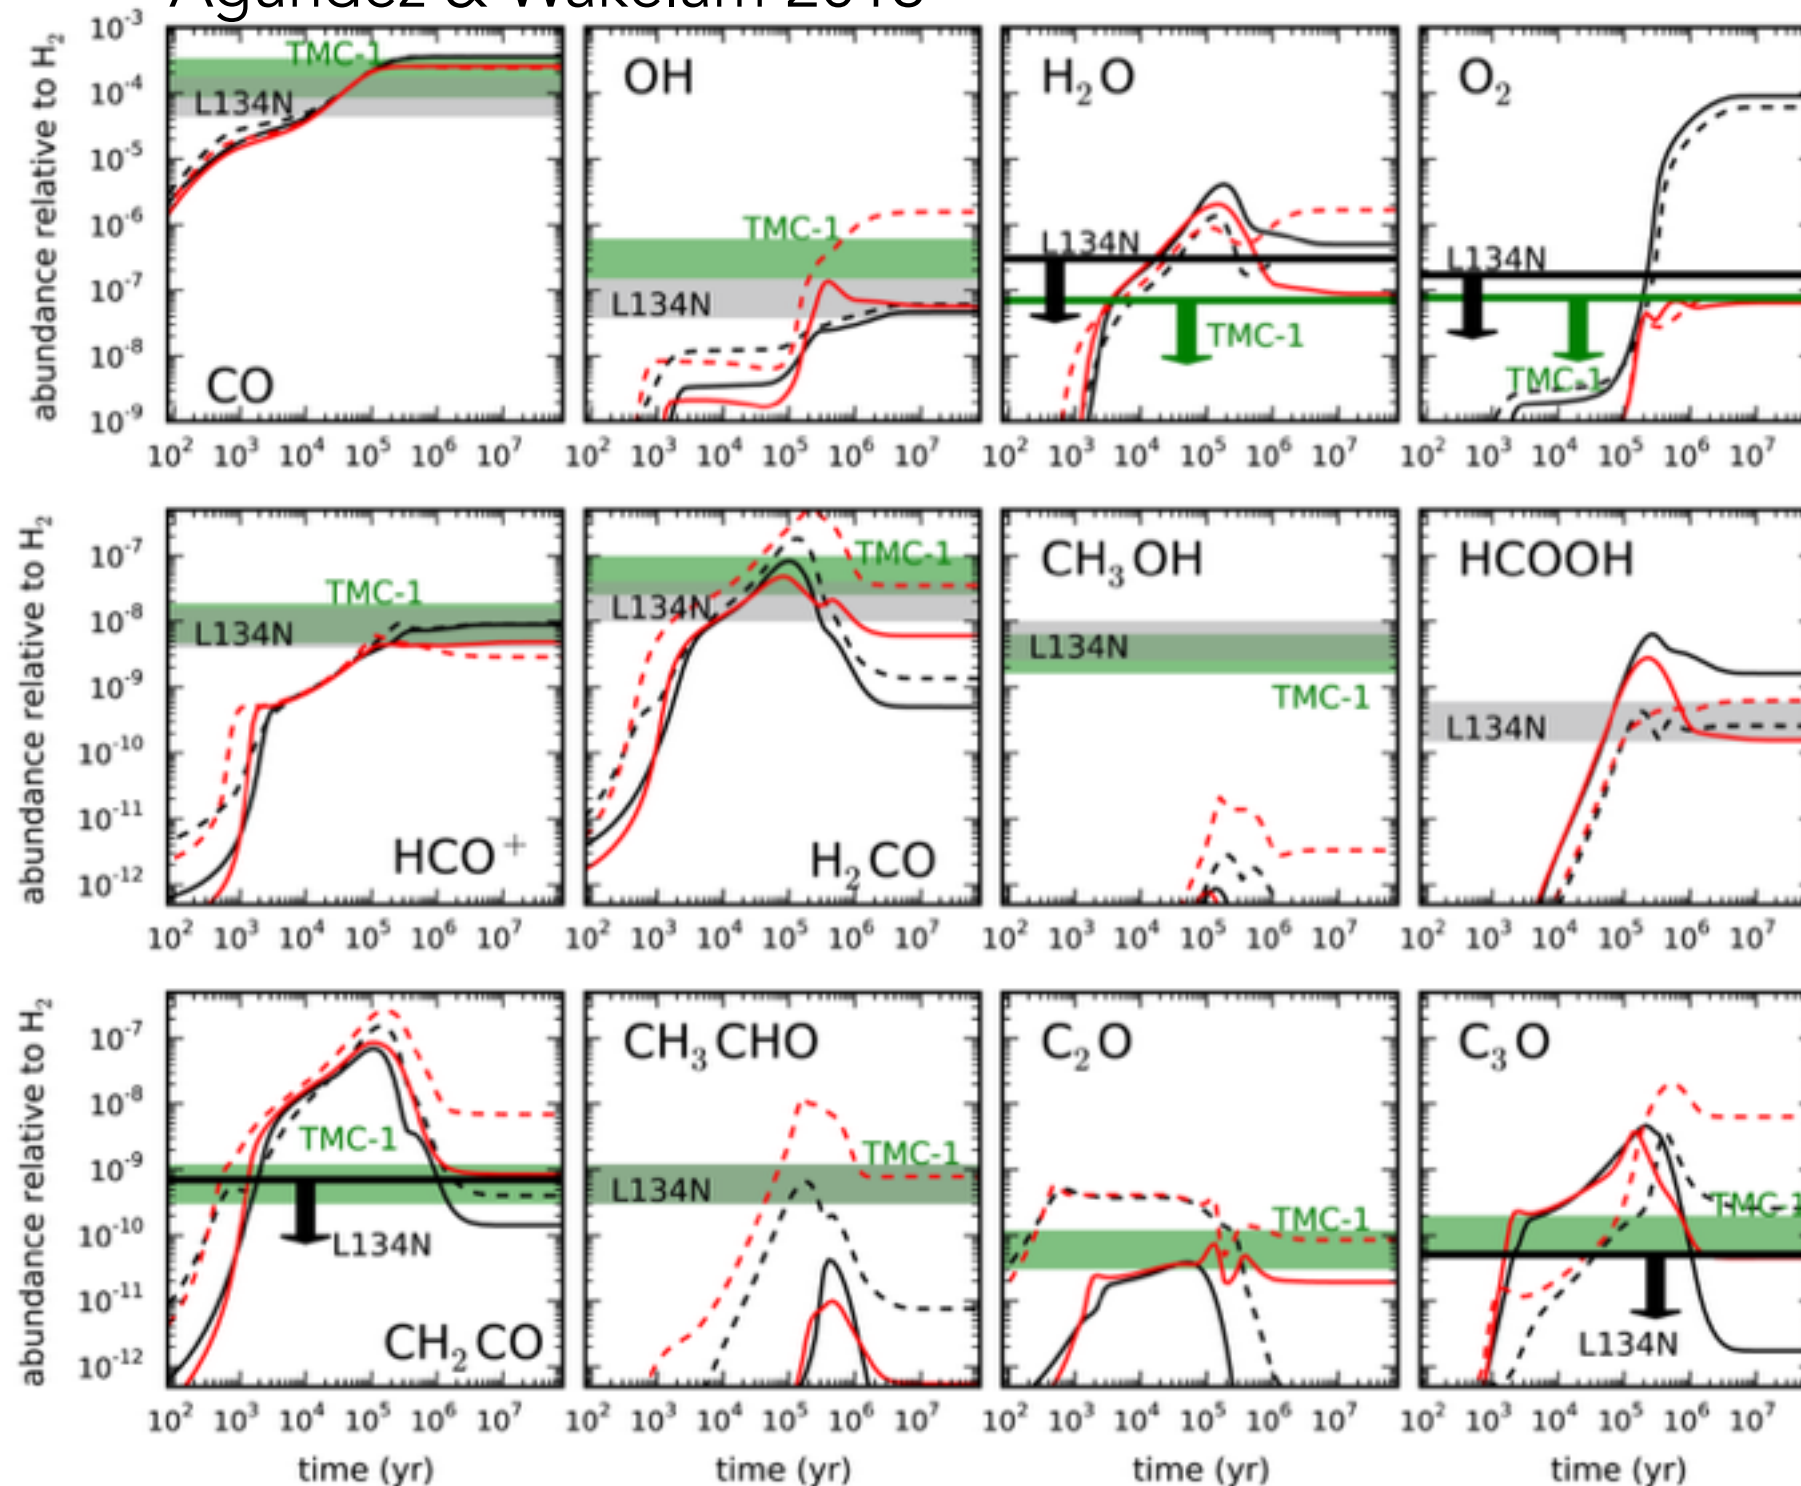 Agúndez & Wakelam 2013
abundance relative to H₂
10⁻³
10⁻⁴
10⁻⁵
10⁻⁶
10⁻⁷
10⁻⁸
10⁻⁹
TMC-1
L134N
CO
OH
TMC-1
L134N
H₂O
L134N
TMC-1
O₂
L134N
TMC-1
10² 10³ 10⁴ 10⁵ 10⁶ 10⁷
10² 10³ 10⁴ 10⁵ 10⁶ 10⁷
10² 10³ 10⁴ 10⁵ 10⁶ 10⁷
10² 10³ 10⁴ 10⁵ 10⁶ 10⁷
abundance relative to H₂
10⁻⁷
10⁻⁸
10⁻⁹
10⁻¹⁰
10⁻¹¹
10⁻¹²
TMC-1
L134N
HCO⁺
TMC-1
L134N
H₂CO
CH₃OH
L134N
TMC-1
HCOOH
L134N
10² 10³ 10⁴ 10⁵ 10⁶ 10⁷
10² 10³ 10⁴ 10⁵ 10⁶ 10⁷
10² 10³ 10⁴ 10⁵ 10⁶ 10⁷
10² 10³ 10⁴ 10⁵ 10⁶ 10⁷
abundance relative to H₂
10⁻⁷
10⁻⁸
10⁻⁹
10⁻¹⁰
10⁻¹¹
10⁻¹²
TMC-1
L134N
CH₂CO
CH₃CHO
TMC-1
L134N
C₂O
TMC-1
C₃O
TMC-1
L134N
10² 10³ 10⁴ 10⁵ 10⁶ 10⁷
10² 10³ 10⁴ 10⁵ 10⁶ 10⁷
10² 10³ 10⁴ 10⁵ 10⁶ 10⁷
10² 10³ 10⁴ 10⁵ 10⁶ 10⁷
time (yr)
time (yr)
time (yr)
time (yr)